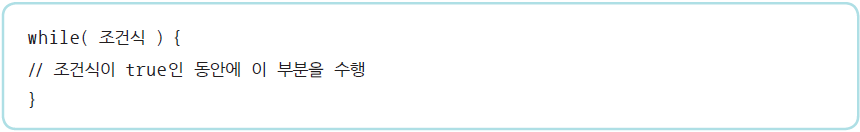 while( 조건식 ) {
// 조건식이 true인 동안에 이 부분을 수행
}